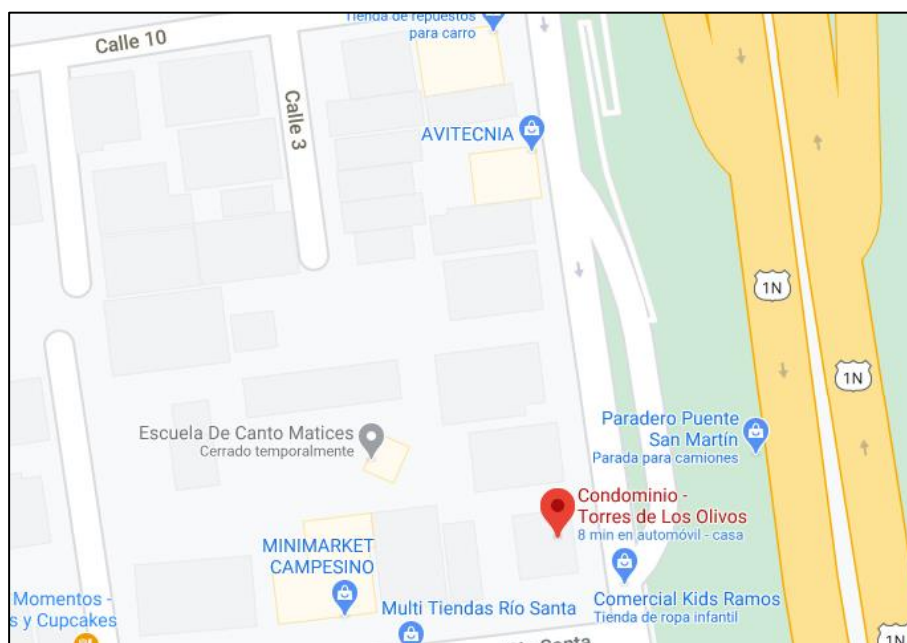 Tienda de repuestos
para carro
Calle 10
Calle 3
AVITECNIA
1N
1N
Escuela De Canto Matices
Cerrado temporalmente
Paradero Puente
San Martín
Parada para camiones
Condominio -
Torres de Los Olivos
8 min en automóvil - casa
MINIMARKET
CAMPESINO
Comercial Kids Ramos
Tienda de ropa infantil
Momentos -
s y Cupcakes
Multi Tiendas Río Santa
Santa
1N